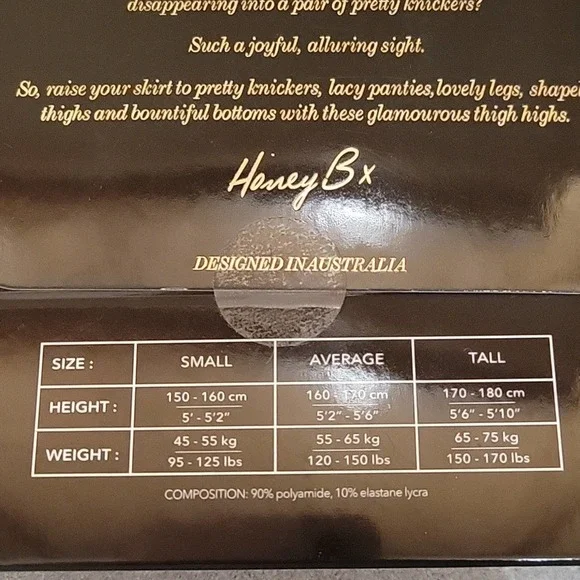 disappearing into a pair of pretty knickers?
Such a joyful, alluring sight.
So, raise your skirt to pretty knickers, lacy panties, lovely legs, shapel
thighs and bountiful bottoms with these glamourous thigh highs.
Honey B x
DESIGNED IN AUSTRALIA
SIZE : SMALL AVERAGE TALL
HEIGHT : 150 - 160 cm 160 - 170 cm 170 - 180 cm
5' - 5'2" 5'2" - 5'6" 5'6" - 5'10"
WEIGHT : 45 - 55 kg 55 - 65 kg 65 - 75 kg
95 - 125 lbs 120 - 150 lbs 150 - 170 lbs
COMPOSITION: 90% polyamide, 10% elastane lycra